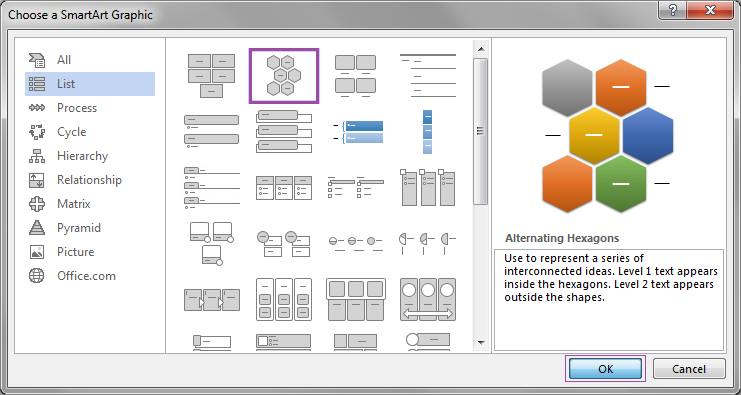 Choose a SmartArt Graphic
All
List
Process
Cycle
Hierarchy
Relationship
Matrix
Pyramid
Picture
Office.com
Alternating Hexagons
Use to represent a series of
interconnected ideas. Level 1 text appears
inside the hexagons. Level 2 text appears
outside the shapes.
OK
Cancel